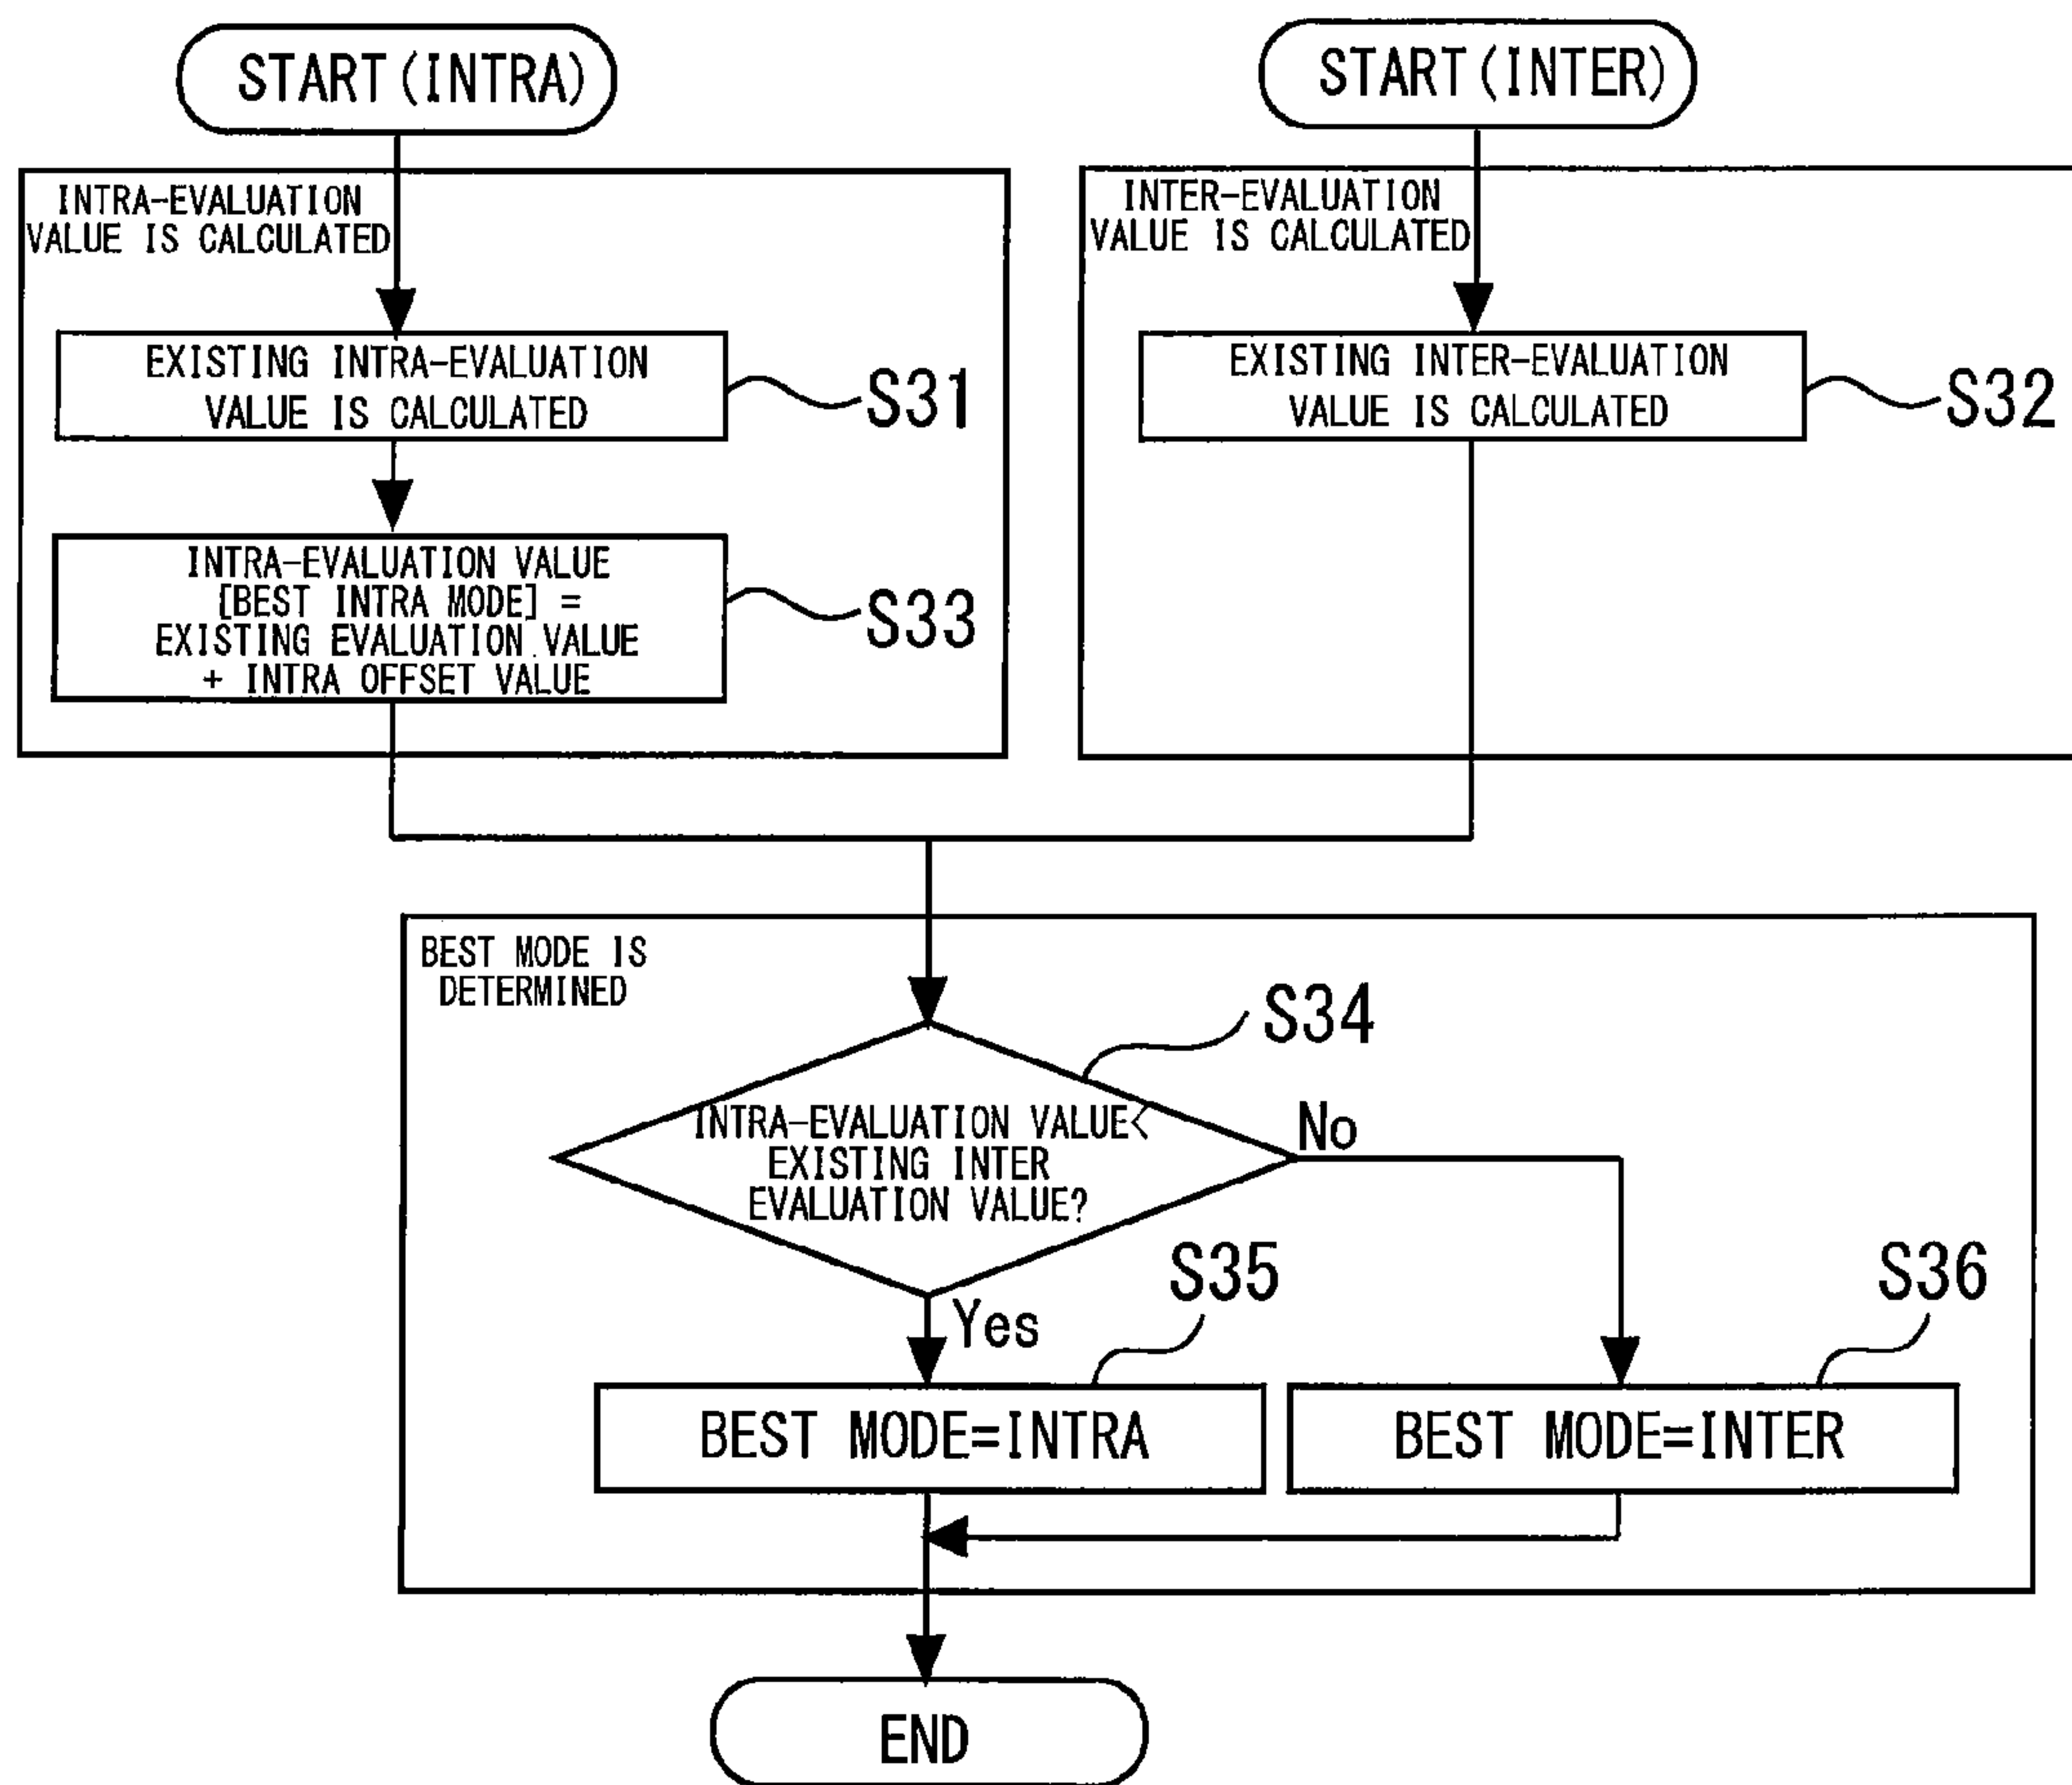 START(INTRA)
START(INTER)
INTRA-EVALUATION
VALUE IS CALCULATED
INTER-EVALUATION
VALUE IS CALCULATED
EXISTING INTRA-EVALUATION
VALUE IS CALCULATED
S31
EXISTING INTER-EVALUATION
VALUE IS CALCULATED
S32
INTRA-EVALUATION VALUE
[BEST INTRA MODE] =
EXISTING EVALUATION VALUE
+ INTRA OFFSET VALUE
S33
BEST MODE IS
DETERMINED
S34
INTRA-EVALUATION VALUE<
EXISTING INTER
EVALUATION VALUE?
No
Yes
S35
S36
BEST MODE=INTRA
BEST MODE=INTER
END